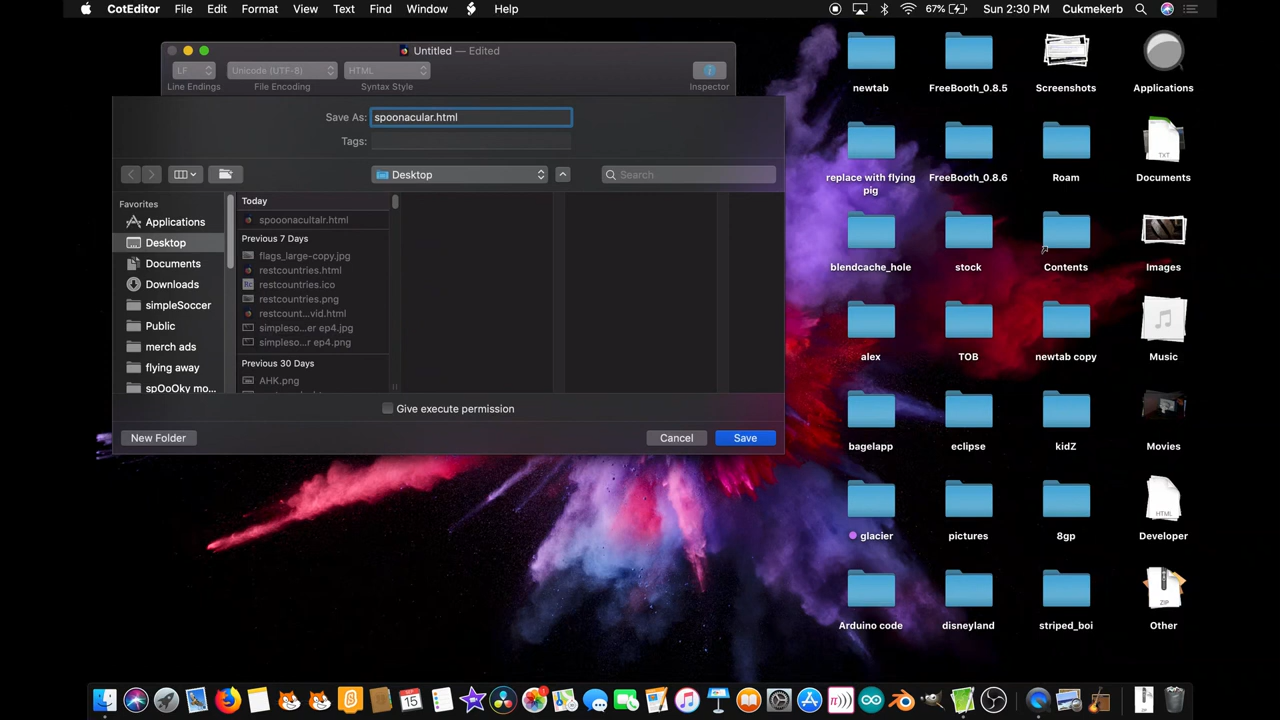 CotEditor File Edit Format View Text Find Window Help 67% Sun 2:30 PM Cukmekerb
Untitled — Edited
LF Unicode (UTF-8) HTML
Line Endings File Encoding Syntax Style Inspector
Save As: spoonacular.html
Tags:
Desktop Search
Favorites
Applications
Desktop
Documents
Downloads
simpleSoccer
Public
merch ads
flying away
spOoOky mo...
Today
spooonacultalr.html
Previous 7 Days
flags_large-copy.jpg
restcountries.html
restcountries.ico
restcountries.png
restcount...vid.html
simpleso...er ep4.jpg
simpleso...er ep4.png
Previous 30 Days
AHK.png
Give execute permission
New Folder Cancel Save
newtab FreeBooth_0.8.5 Screenshots Applications
replace with flying
pig
FreeBooth_0.8.6 Roam Documents
TXT
blendcache_hole stock Contents Images
alex TOB newtab copy Music
bagelapp eclipse kidZ Movies
HTML
glacier pictures 8gp Developer
ZIP
Arduino code disneyland striped_boi Other
15